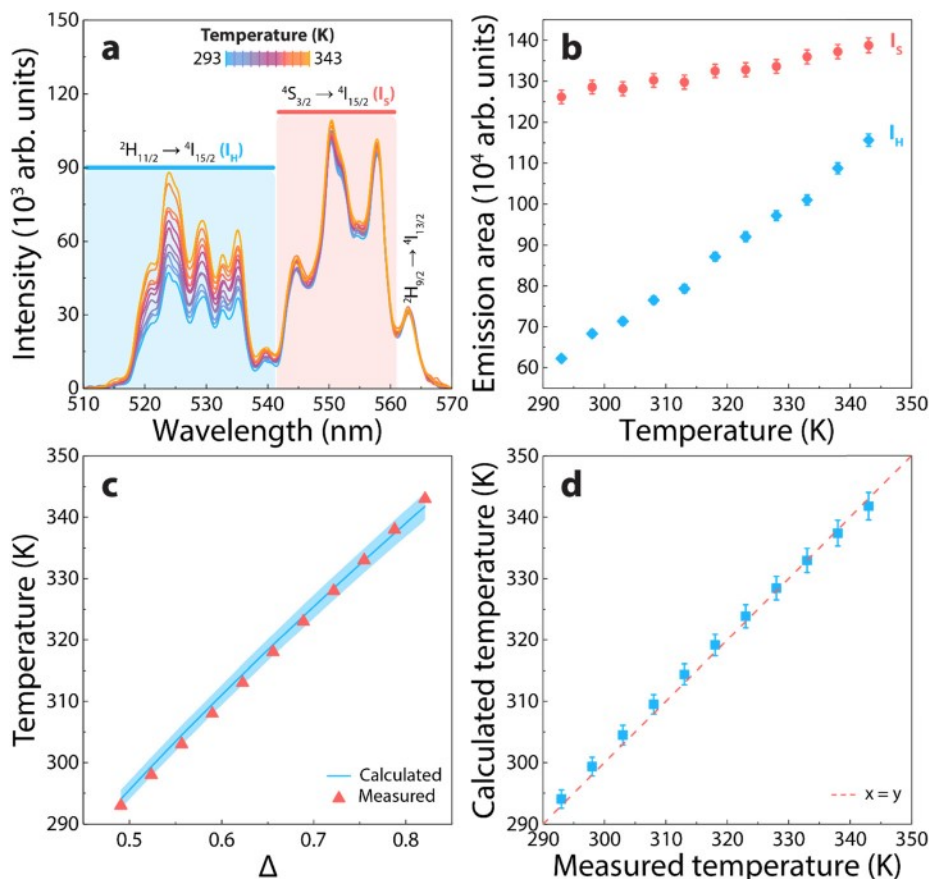 a
Temperature (K)
293 343
⁴S₃/₂ → ⁴I₁₅/₂ (I_S)
²H₁₁/₂ → ⁴I₁₅/₂ (I_H)
²H₉/₂ → ⁴I₁₃/₂
150
120
90
60
30
0
Intensity (10³ arb. units)
510 520 530 540 550 560 570
Wavelength (nm)
b
I_S
I_H
140
130
120
110
100
90
80
70
60
Emission area (10⁴ arb. units)
290 300 310 320 330 340 350
Temperature (K)
c
350
340
330
320
310
300
290
Temperature (K)
Calculated
Measured
0.5 0.6 0.7 0.8
Δ
d
350
340
330
320
310
300
290
Calculated temperature (K)
x = y
290 300 310 320 330 340 350
Measured temperature (K)